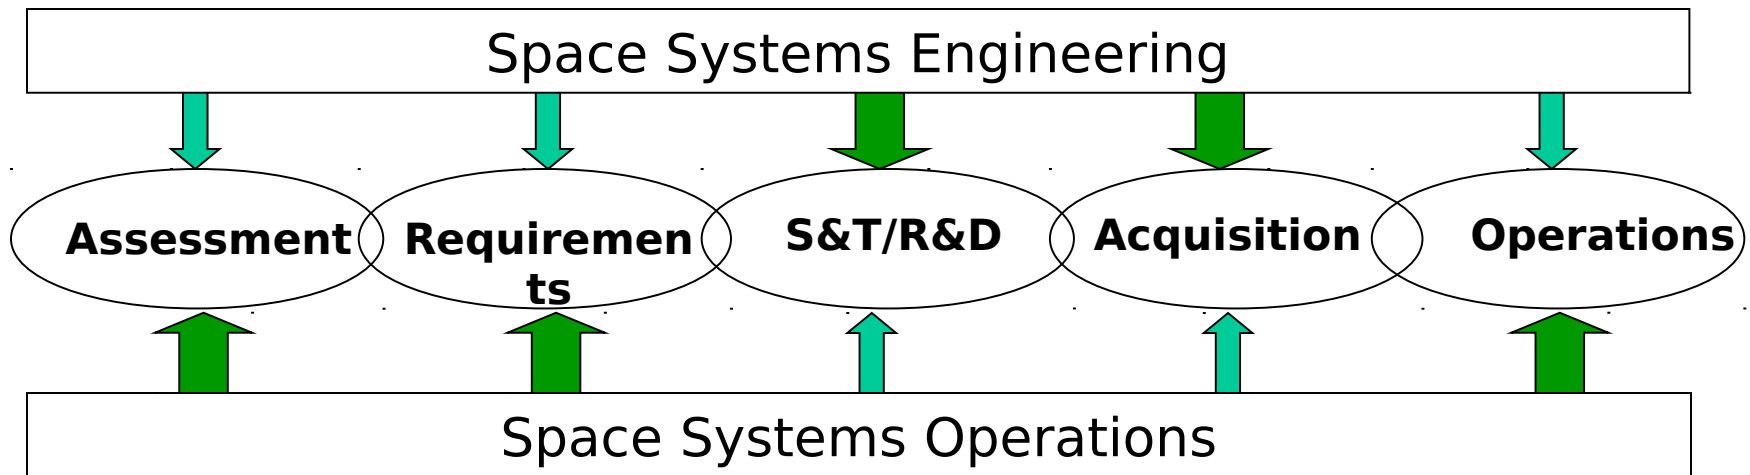 Space Systems Engineering
Assessment
Requiremen
ts
S&T/R&D
Acquisition
Operations
Space Systems Operations